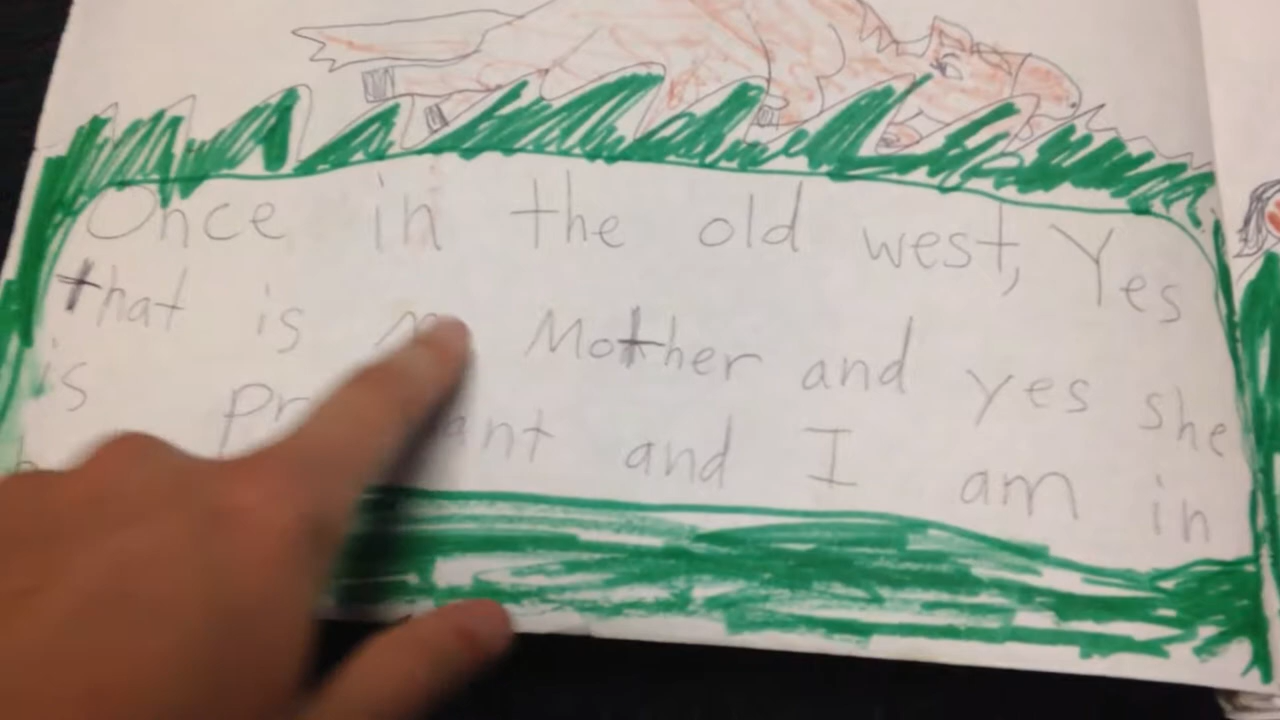 Once in the old west, Yes
that is Mother and yes she
is and I am in